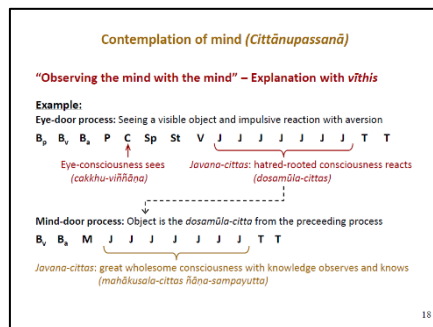 Contemplation of mind (Cittānupassanā)
“Observing the mind with the mind” – Explanation with vīthis
Example:
Eye-door process: Seeing a visible object and impulsive reaction with aversion
Bₚ Bᵥ Bₐ P C Sp St V J J J J J J J T T
Eye-consciousness sees
(cakkhu-viññāṇa)
Javana-cittas: hatred-rooted consciousness reacts
(dosamūla-cittas)
Mind-door process: Object is the dosamūla-citta from the preceeding process
Bᵥ Bₐ M J J J J J J J T T
Javana-cittas: great wholesome consciousness with knowledge observes and knows
(mahākusala-cittas ñāṇa-sampayutta)
18